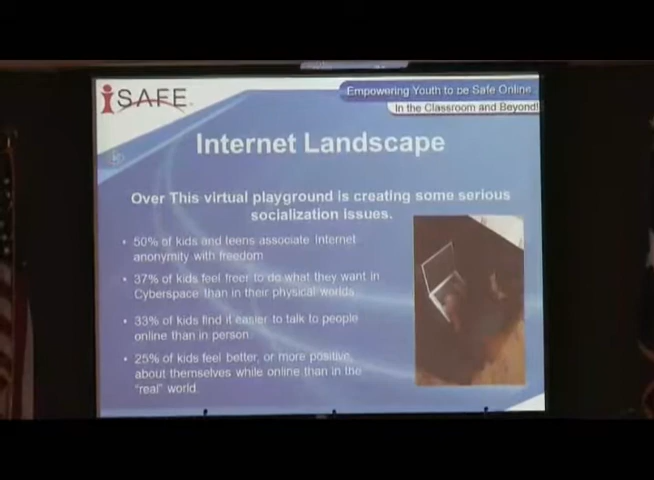 iSAFE
Empowering Youth to be Safe Online
In the Classroom and Beyond!
Internet Landscape
Over This virtual playground is creating some serious
socialization issues.
• 50% of kids and teens associate Internet
anonymity with freedom
• 37% of kids feel freer to do what they want in
Cyberspace than in their physical worlds.
• 33% of kids find it easier to talk to people
online than in person.
• 25% of kids feel better, or more positive,
about themselves while online than in the
"real" world.